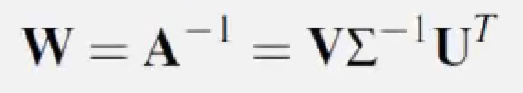 W = A⁻¹ = VΣ⁻¹Uᵀ